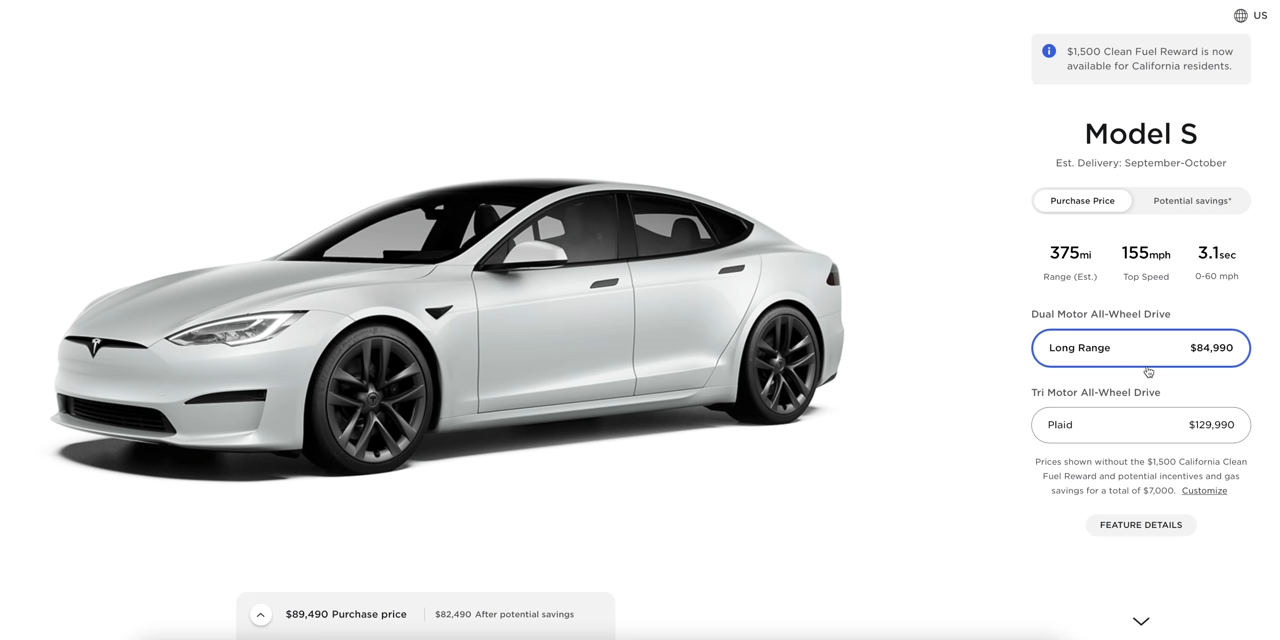 US
$1,500 Clean Fuel Reward is now
available for California residents.
Model S
Est. Delivery: September-October
Purchase Price Potential savings*
375mi 155mph 3.1sec
Range (Est.) Top Speed 0-60 mph
Dual Motor All-Wheel Drive
Long Range $84,990
Tri Motor All-Wheel Drive
Plaid $129,990
Prices shown without the $1,500 California Clean
Fuel Reward and potential incentives and gas
savings for a total of $7,000. Customize
FEATURE DETAILS
$89,490 Purchase price $82,490 After potential savings